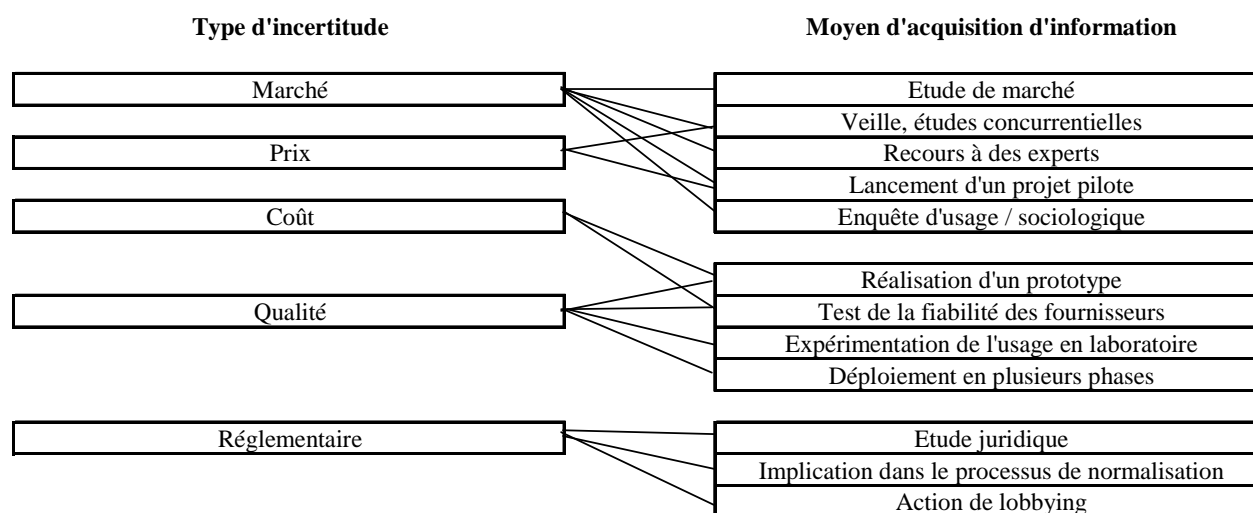 Type d'incertitude
Moyen d'acquisition d'information
Marché
Prix
Coût
Qualité
Réglementaire
Etude de marché
Veille, études concurrentielles
Recours à des experts
Lancement d'un projet pilote
Enquête d'usage / sociologique
Réalisation d'un prototype
Test de la fiabilité des fournisseurs
Expérimentation de l'usage en laboratoire
Déploiement en plusieurs phases
Etude juridique
Implication dans le processus de normalisation
Action de lobbying